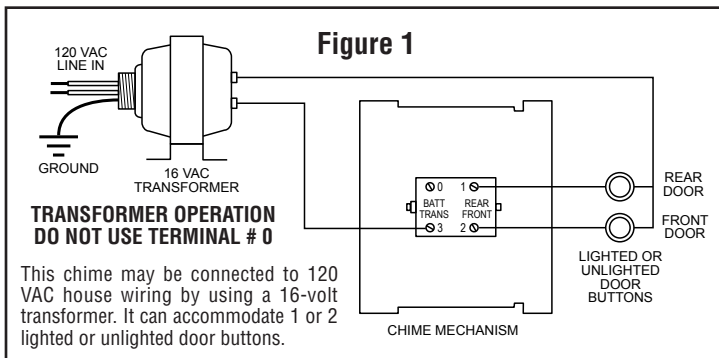 Figure 1
120 VAC
LINE IN
GROUND
16 VAC
TRANSFORMER
TRANSFORMER OPERATION
DO NOT USE TERMINAL # 0
This chime may be connected to 120
VAC house wiring by using a 16-volt
transformer. It can accommodate 1 or 2
lighted or unlighted door buttons.
0 1
BATT REAR
TRANS FRONT
3 2
CHIME MECHANISM
REAR
DOOR
FRONT
DOOR
LIGHTED OR
UNLIGHTED
DOOR
BUTTONS